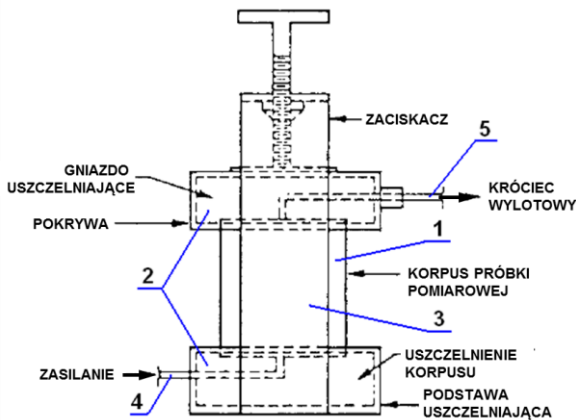 ZACISKACZ
5
GNIAZDO
USZCZELNIAJĄCE
KRÓCIEC
WYLOTOWY
POKRYWA
1
2
KORPUS PRÓBKI
POMIAROWEJ
3
ZASILANIE
USZCZELNIENIE
KORPUSU
4
PODSTAWA
USZCZELNIAJĄCA